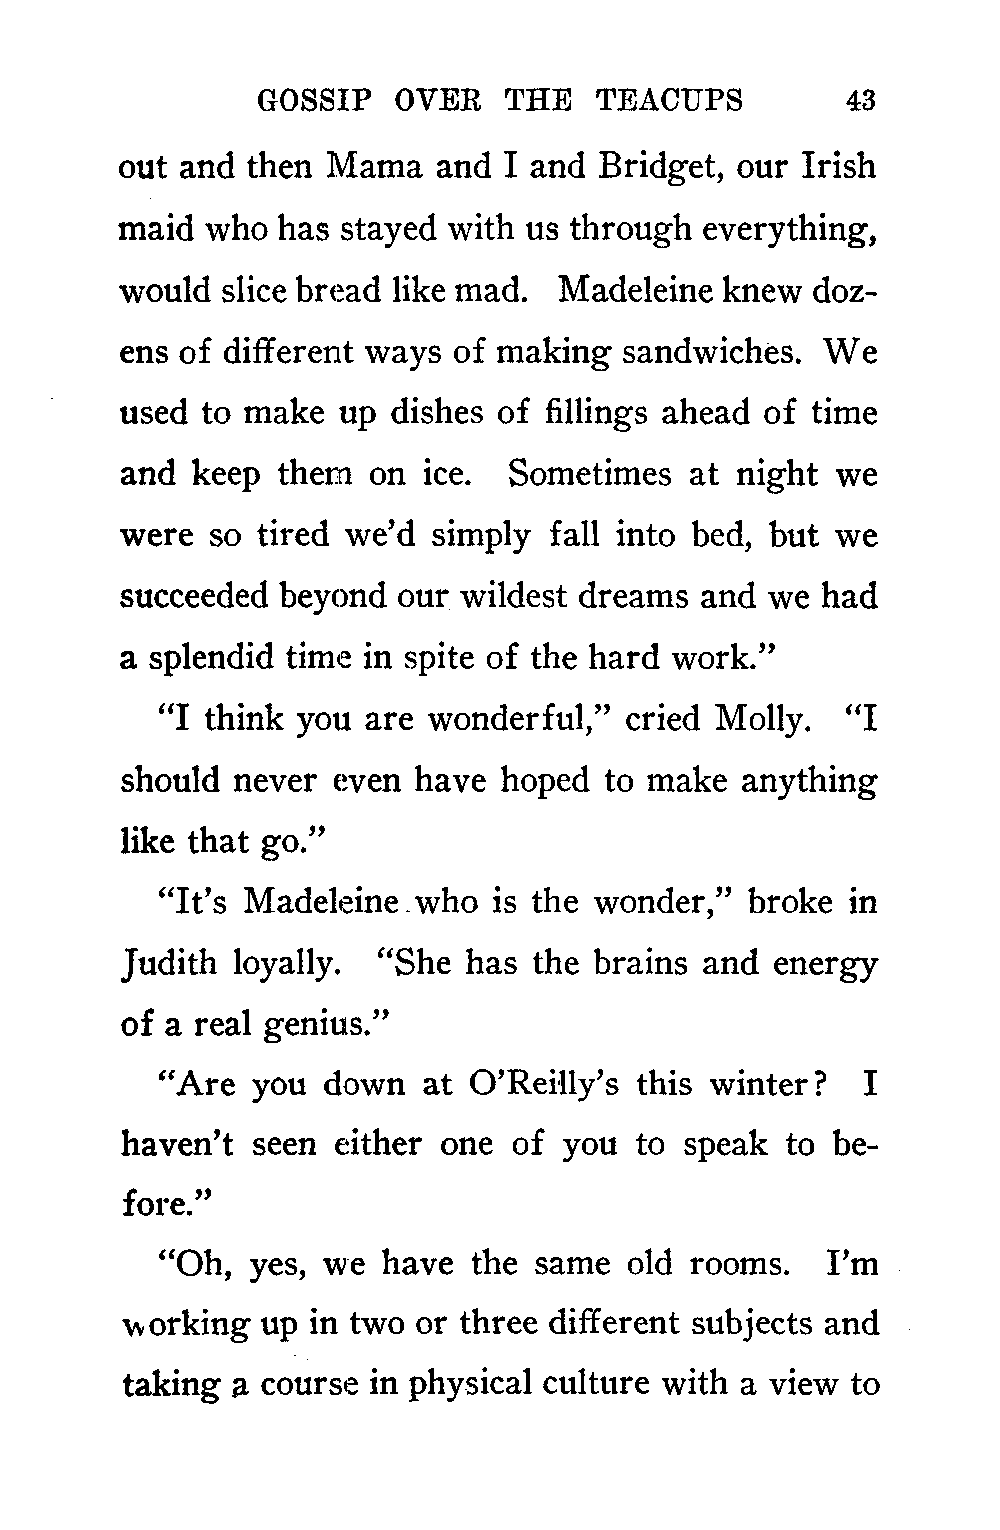 GOSSIP OVER THE TEACUPS 43
out and then Mama and I and Bridget, our Irish
maid who has stayed with us through everything,
would slice bread like mad. Madeleine knew doz-
ens of different ways of making sandwiches. We
used to make up dishes of fillings ahead of time
and keep them on ice. Sometimes at night we
were so tired we'd simply fall into bed, but we
succeeded beyond our wildest dreams and we had
a splendid time in spite of the hard work."
"I think you are wonderful," cried Molly. "I
should never even have hoped to make anything
like that go."
"It's Madeleine who is the wonder," broke in
Judith loyally. "She has the brains and energy
of a real genius."
"Are you down at O'Reilly's this winter? I
haven't seen either one of you to speak to be-
fore."
"Oh, yes, we have the same old rooms. I'm
working up in two or three different subjects and
taking a course in physical culture with a view to